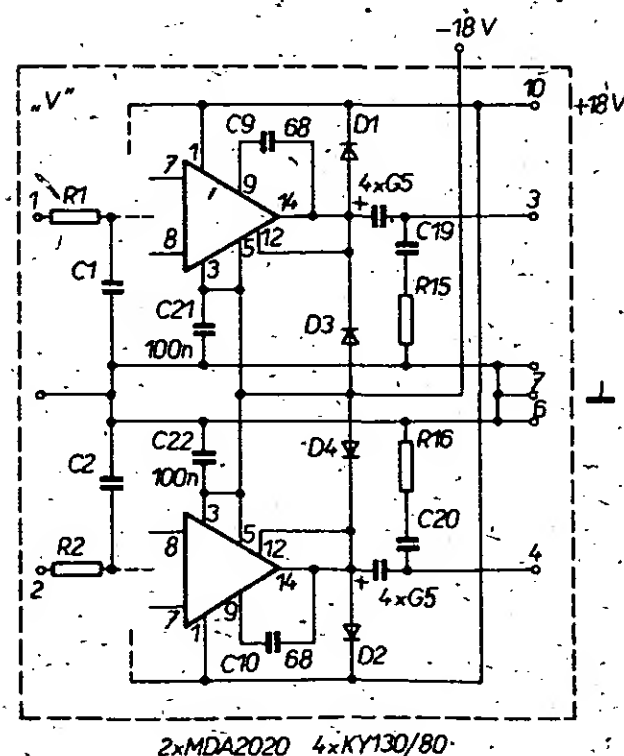 -18V
„V"
10
+18V
D1
C9 68
1
7
9
4xG5
+
14
3
1
R1
8
12
5
C19
3
C1
R15
C21
100n
D3
7
6
R16
C22
100n
D4
C2
3
5
C20
12
8
R2
14
4
2
+
4xG5
7
9
1
D2
C10 68
2xMDA2020 4xKY130/80